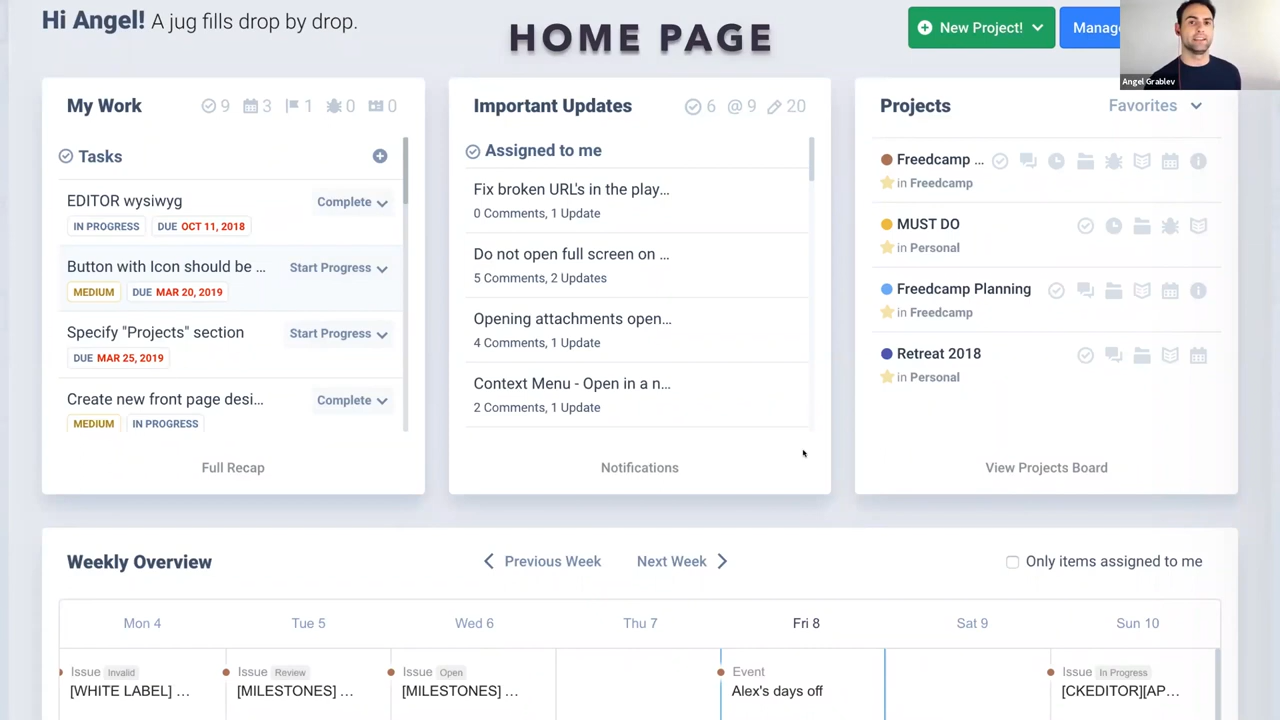 Hi Angel! A jug fills drop by drop.
HOME PAGE
New Project!
Manag
Angel Grablev
My Work
9
3
1
0
0
Tasks
EDITOR wysiwyg
Complete
IN PROGRESS
DUE OCT 11, 2018
Button with Icon should be ...
Start Progress
MEDIUM
DUE MAR 20, 2019
Specify "Projects" section
Start Progress
DUE MAR 25, 2019
Create new front page desi...
Complete
MEDIUM
IN PROGRESS
Full Recap
Important Updates
6
9
20
Assigned to me
Fix broken URL's in the play...
0 Comments, 1 Update
Do not open full screen on ...
5 Comments, 2 Updates
Opening attachments open...
4 Comments, 1 Update
Context Menu - Open in a n...
2 Comments, 1 Update
Notifications
Projects
Favorites
Freedcamp ...
in Freedcamp
MUST DO
in Personal
Freedcamp Planning
in Freedcamp
Retreat 2018
in Personal
View Projects Board
Weekly Overview
Previous Week
Next Week
Only items assigned to me
Mon 4
Tue 5
Wed 6
Thu 7
Fri 8
Sat 9
Sun 10
Issue Invalid
[WHITE LABEL] ...
Issue Review
[MILESTONES] ...
Issue Open
[MILESTONES] ...
Event
Alex's days off
Issue In Progress
[CKEDITOR][AP...